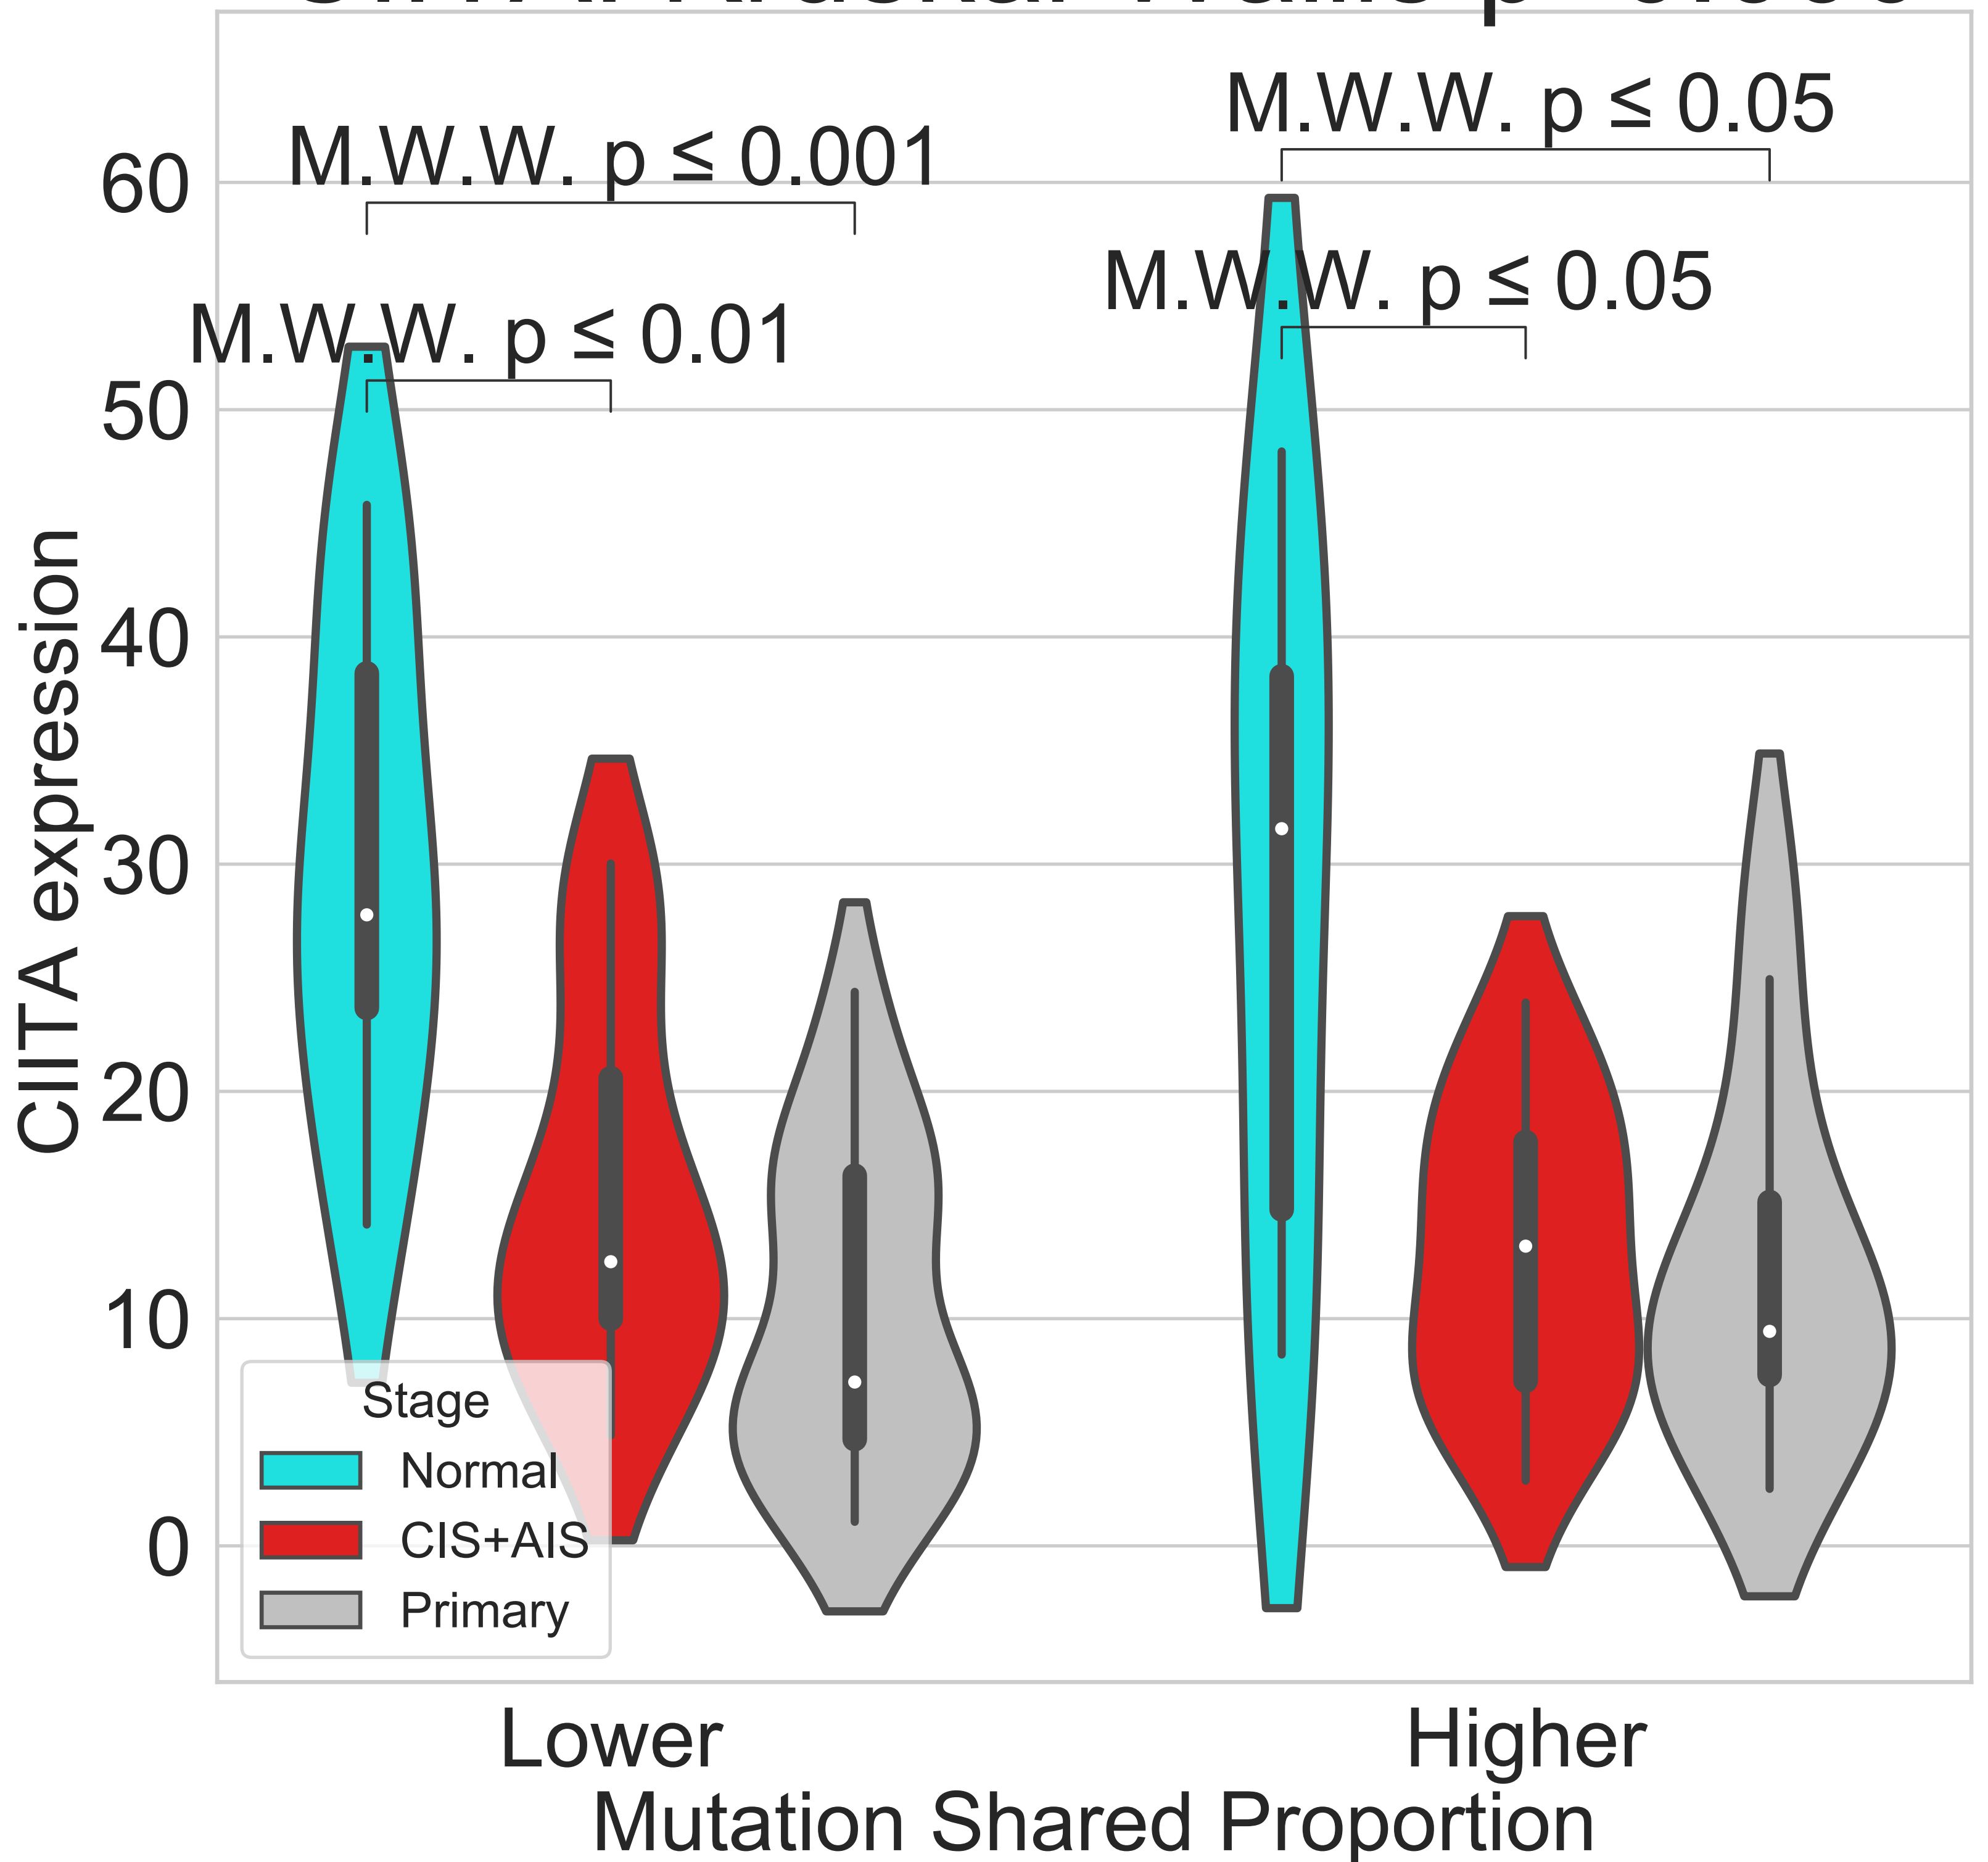 M.W.W. p ≤ 0.05
M.W.W. p ≤ 0.001
M.W.W. p ≤ 0.05
M.W.W. p ≤ 0.01
60
50
40
30
20
10
0
CIITA expression
Stage
Normal
CIS+AIS
Primary
Lower
Higher
Mutation Shared Proportion